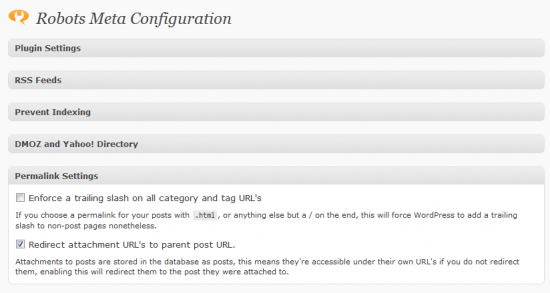 Robots Meta Configuration
Plugin Settings
RSS Feeds
Prevent Indexing
DMOZ and Yahoo! Directory
Permalink Settings
Enforce a trailing slash on all category and tag URL's
If you choose a permalink for your posts with .html, or anything else but a / on the end, this will force WordPress to add a trailing
slash to non-post pages nonetheless.
Redirect attachment URL's to parent post URL.
Attachments to posts are stored in the database as posts, this means they're accessible under their own URL's if you do not redirect
them, enabling this will redirect them to the post they were attached to.